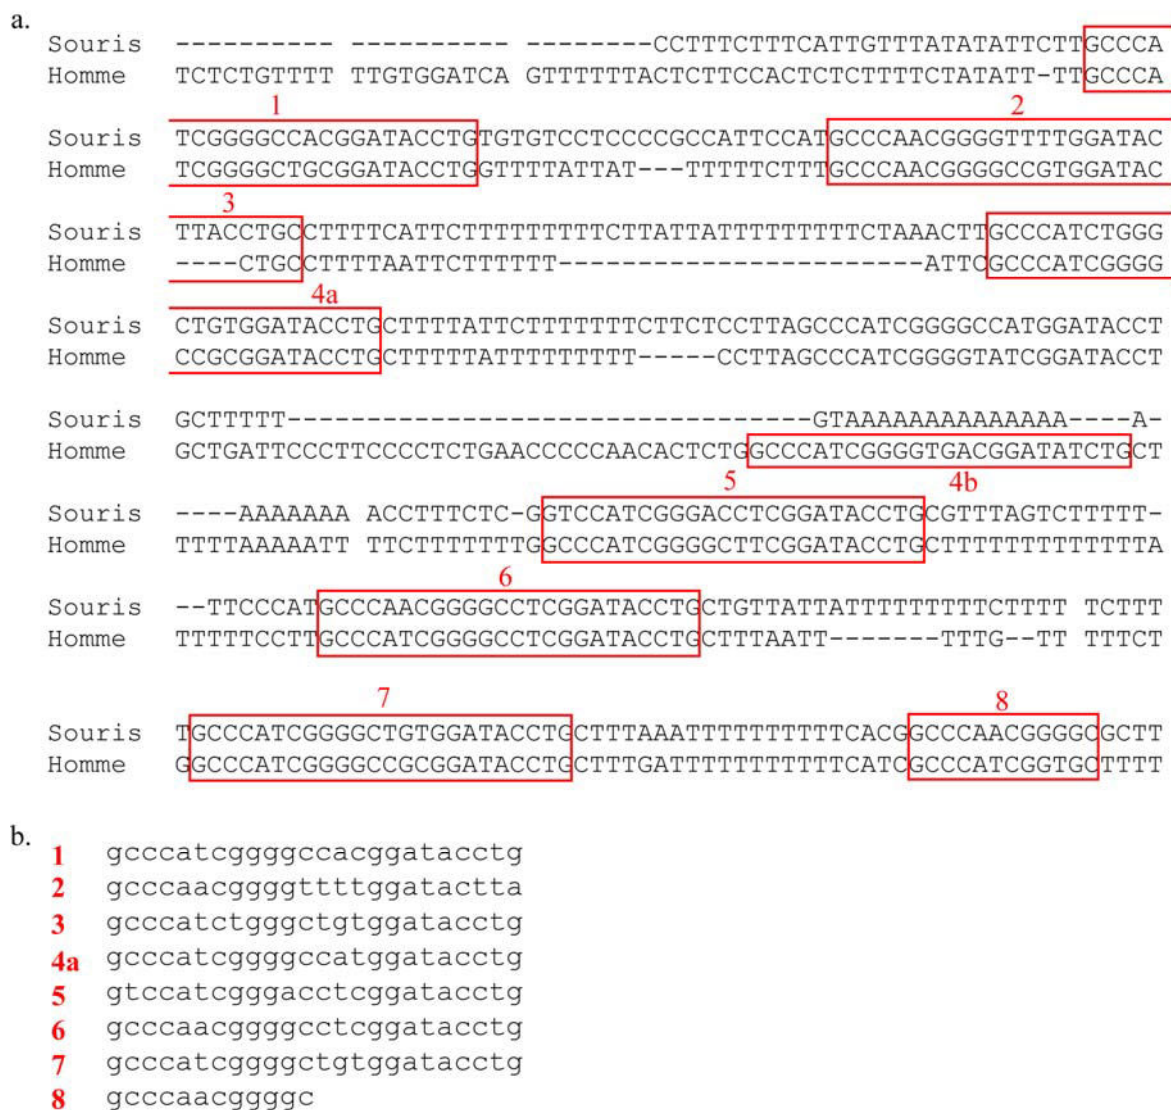 a.
Souris ---------- ---------- --------CCTTTCTTTCATTGTTTATATATTCTTGCCCA
Homme TCTCTGTTTT TTGTGGATCA GTTTTTTACTCTTCCACTCTCTTTTCTATATT-TTGCCCA
1 2
Souris TCGGGGCCACGGATACCTGTGTGTCCTCCCCGCCATTCCATGCCCAACGGGGTTTTGGATAC
Homme TCGGGGCTGCGGATACCTGGTTTTATTAT---TTTTTCTTTGCCCAACGGGGCCGTGGATAC
3
Souris TTACCTGCCTTTTCATTCTTTTTTTTTCTTATTATTTTTTTTTCTAAACTTGCCCATCTGGG
Homme ----CTGCCTTTTAATTCTTTTTT-----------------------ATTCGCCCATCGGGG
4a
Souris CTGTGGATACCTGCTTTTATTCTTTTTTTCTTCTCCTTAGCCCATCGGGGCCATGGATACCT
Homme CCGCGGATACCTGCTTTTTATTTTTTTTT-----CCTTAGCCCATCGGGGTATCGGATACCT
Souris GCTTTTT---------------------------------GTAAAAAAAAAAAAAA----A-
Homme GCTGATTCCCTTCCCCTCTGAACCCCCAACACTCTGGCCCATCGGGGTGACGGATATCTGCT
5 4b
Souris ----AAAAAAA ACCTTTCTC-GGTCCATCGGGACCTCGGATACCTGCGTTTAGTCTTTTT-
Homme TTTTAAAAATT TTCTTTTTTTGGCCCATCGGGGCTTCGGATACCTGCTTTTTTTTTTTTTA
6
Souris --TTCCCATGCCCAACGGGGCCTCGGATACCTGCTGTTATTATTTTTTTTTCTTTT TCTTT
Homme TTTTTCCTTGCCCATCGGGGCCTCGGATACCTGCTTTAATT-------TTTG--TT TTTCT
7 8
Souris TGCCCATCGGGGCTGTGGATACCTGCTTTAAATTTTTTTTTTCACGGCCCAACGGGGCGCTT
Homme GGCCCATCGGGGCCGCGGATACCTGCTTTGATTTTTTTTTTTCATCGCCCATCGGTGCTTTT
b.
1 gcccatcggggccacggatacctg
2 gcccaacggggttttggatactta
3 gcccatctgggctgtggatacctg
4a gcccatcggggccatggatacctg
5 gtccatcgggacctcggatacctg
6 gcccaacggggcctcggatacctg
7 gcccatcggggctgtggatacctg
8 gcccaacggggc